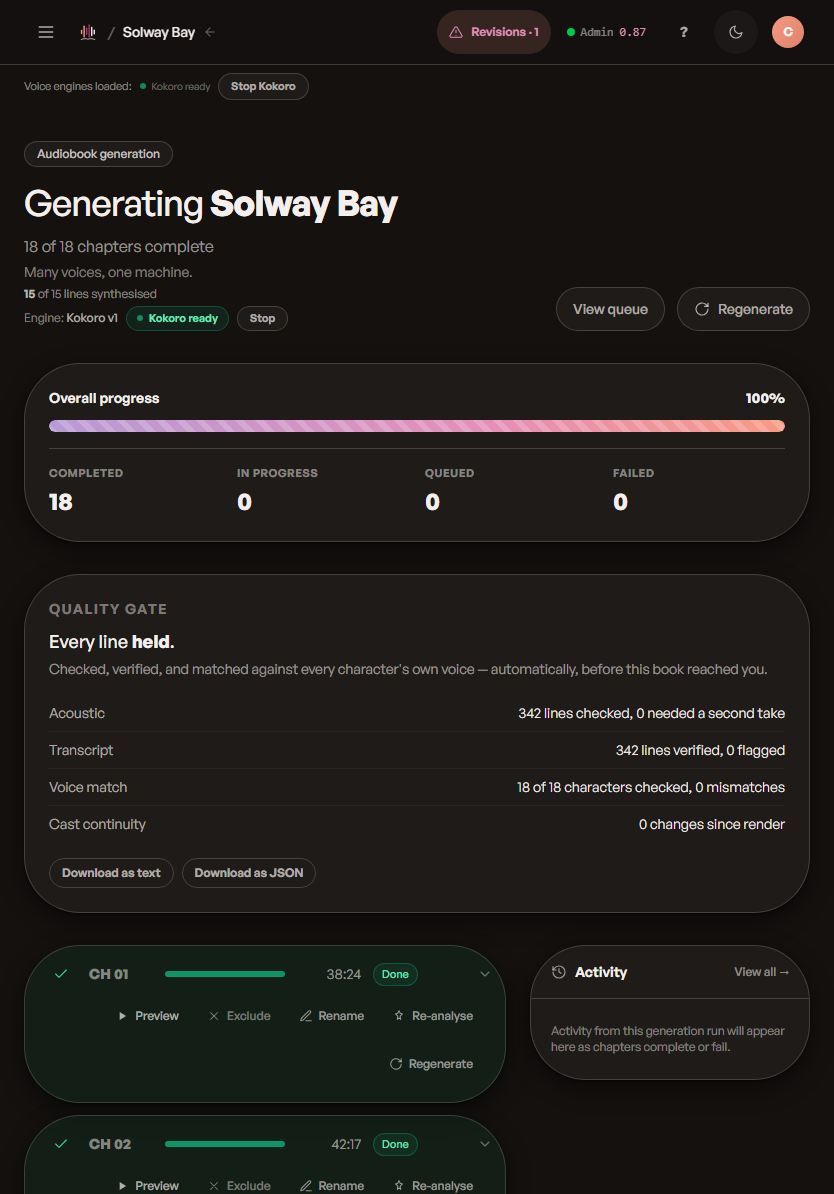 / Solway Bay ←
Revisions · 1
Admin 0.87
?
C
Voice engines loaded: Kokoro ready Stop Kokoro
Audiobook generation
Generating Solway Bay
18 of 18 chapters complete
Many voices, one machine.
15 of 15 lines synthesised
Engine: Kokoro v1 Kokoro ready Stop
View queue
Regenerate
Overall progress 100%
COMPLETED IN PROGRESS QUEUED FAILED
18 0 0 0
QUALITY GATE
Every line held.
Checked, verified, and matched against every character's own voice — automatically, before this book reached you.
Acoustic 342 lines checked, 0 needed a second take
Transcript 342 lines verified, 0 flagged
Voice match 18 of 18 characters checked, 0 mismatches
Cast continuity 0 changes since render
Download as text Download as JSON
CH 01 38:24 Done
Preview Exclude Rename Re-analyse
Regenerate
CH 02 42:17 Done
Preview Exclude Rename Re-analyse
Activity View all →
Activity from this generation run will appear
here as chapters complete or fail.